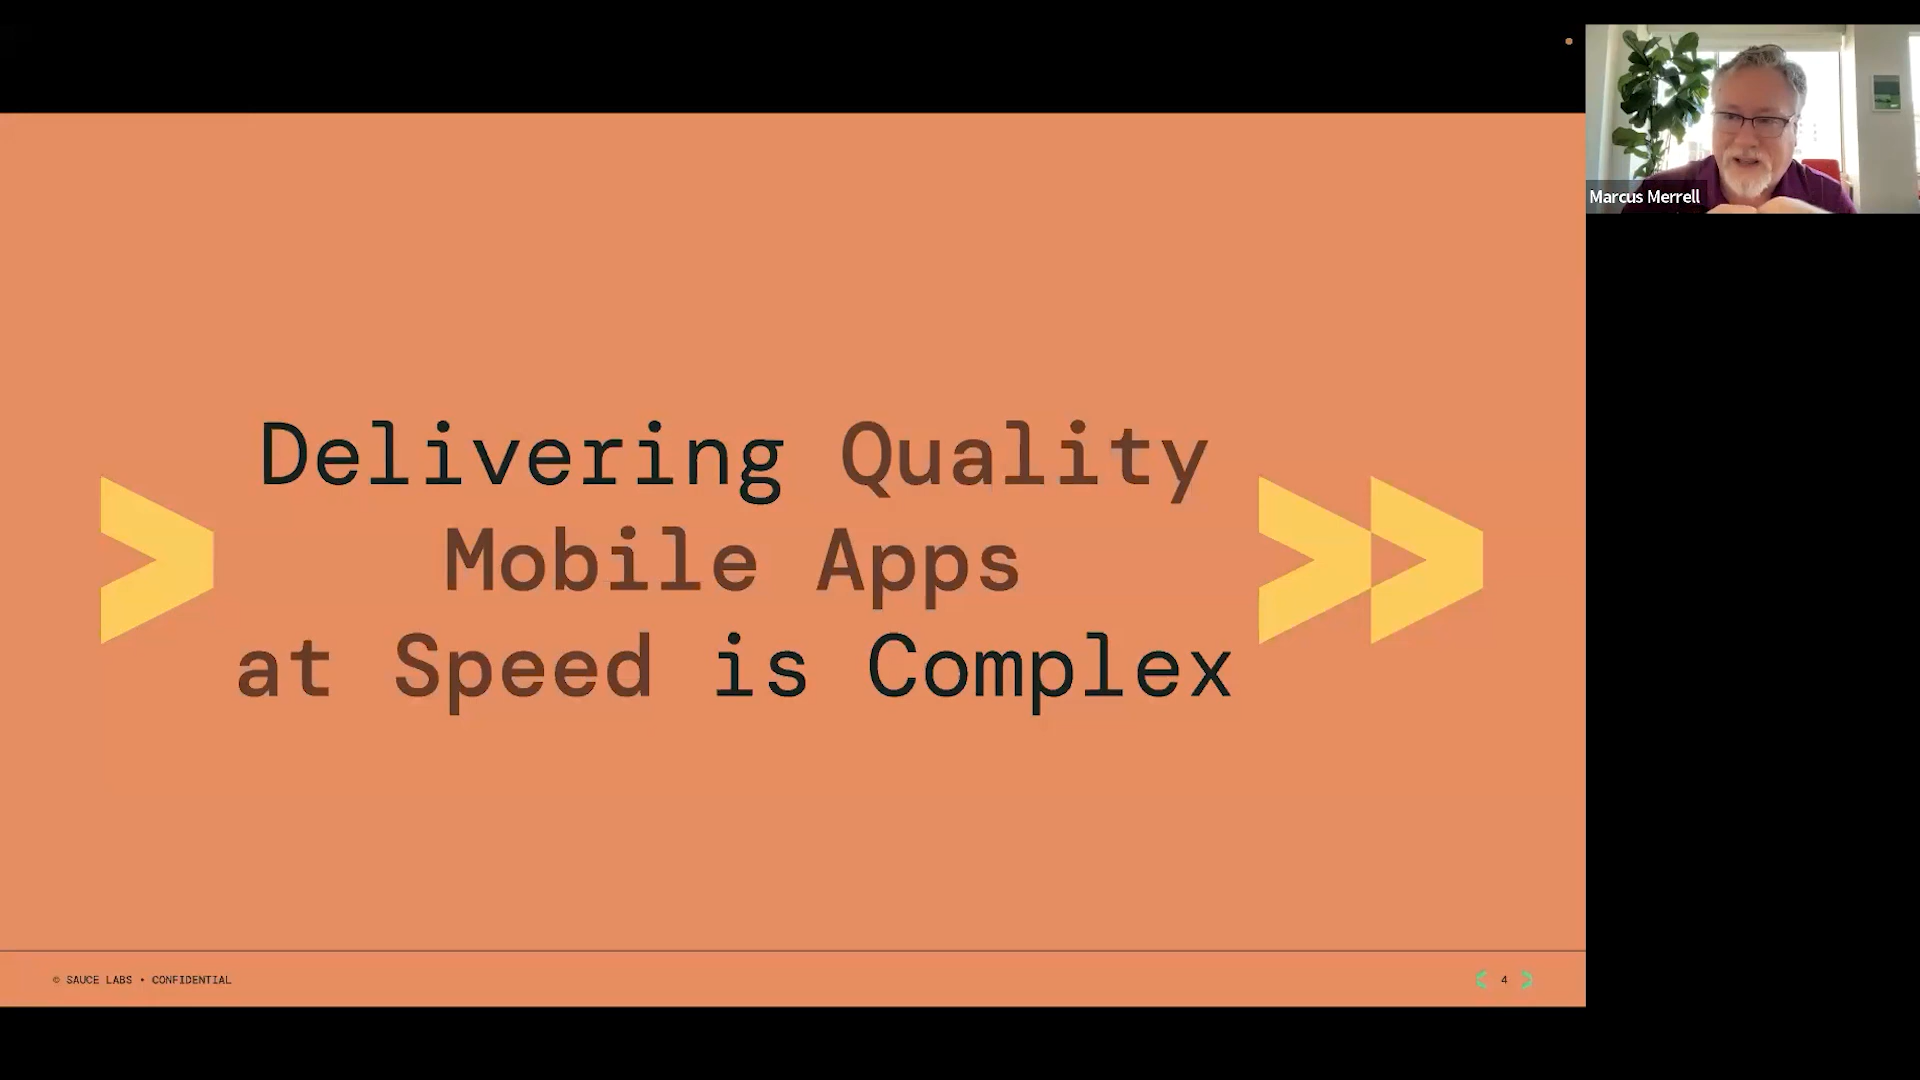 Marcus Merrell
Delivering Quality
Mobile Apps
at Speed is Complex
© SAUCE LABS • CONFIDENTIAL
4